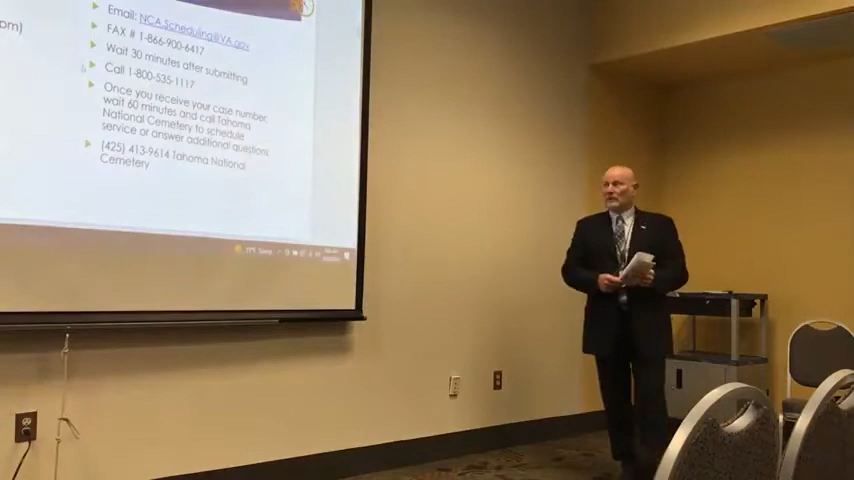 pm)
Email: NCA.Scheduling@VA.gov
FAX # 1-866-900-6417
Wait 30 minutes after submitting
Call 1-800-535-1117
Once you receive your case number,
wait 60 minutes and call Tahoma
National Cemetery to schedule
service or answer additional questions.
(425) 413-9614 Tahoma National
Cemetery